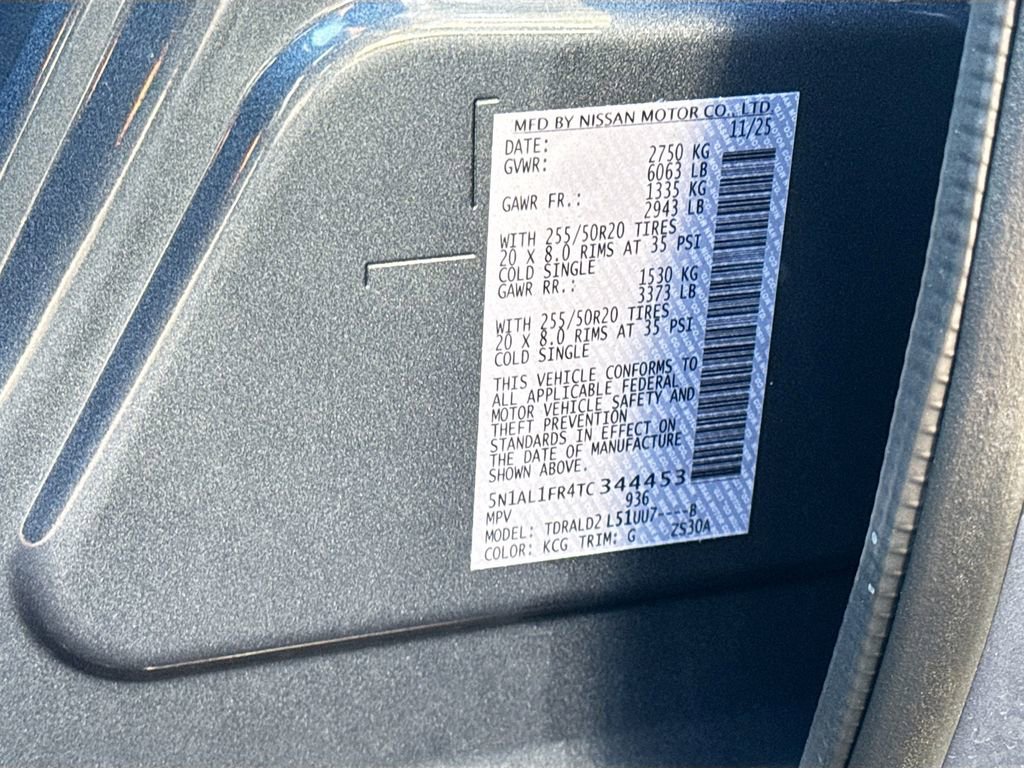 MFD BY NISSAN MOTOR CO., LTD.
DATE: 11/25
GVWR: 2750 KG
6063 LB
GAWR FR.: 1335 KG
2943 LB
WITH 255/50R20 TIRES
20 X 8.0 RIMS AT 35 PSI
COLD SINGLE
GAWR RR.: 1530 KG
3373 LB
WITH 255/50R20 TIRES
20 X 8.0 RIMS AT 35 PSI
COLD SINGLE
THIS VEHICLE CONFORMS TO
ALL APPLICABLE FEDERAL
MOTOR VEHICLE SAFETY AND
THEFT PREVENTION
STANDARDS IN EFFECT ON
THE DATE OF MANUFACTURE
SHOWN ABOVE.
5N1AL1FR4TC 344453
MPV 936
MODEL: TDRALD2 L51UU7----B
COLOR: KCG TRIM: G ZS30A